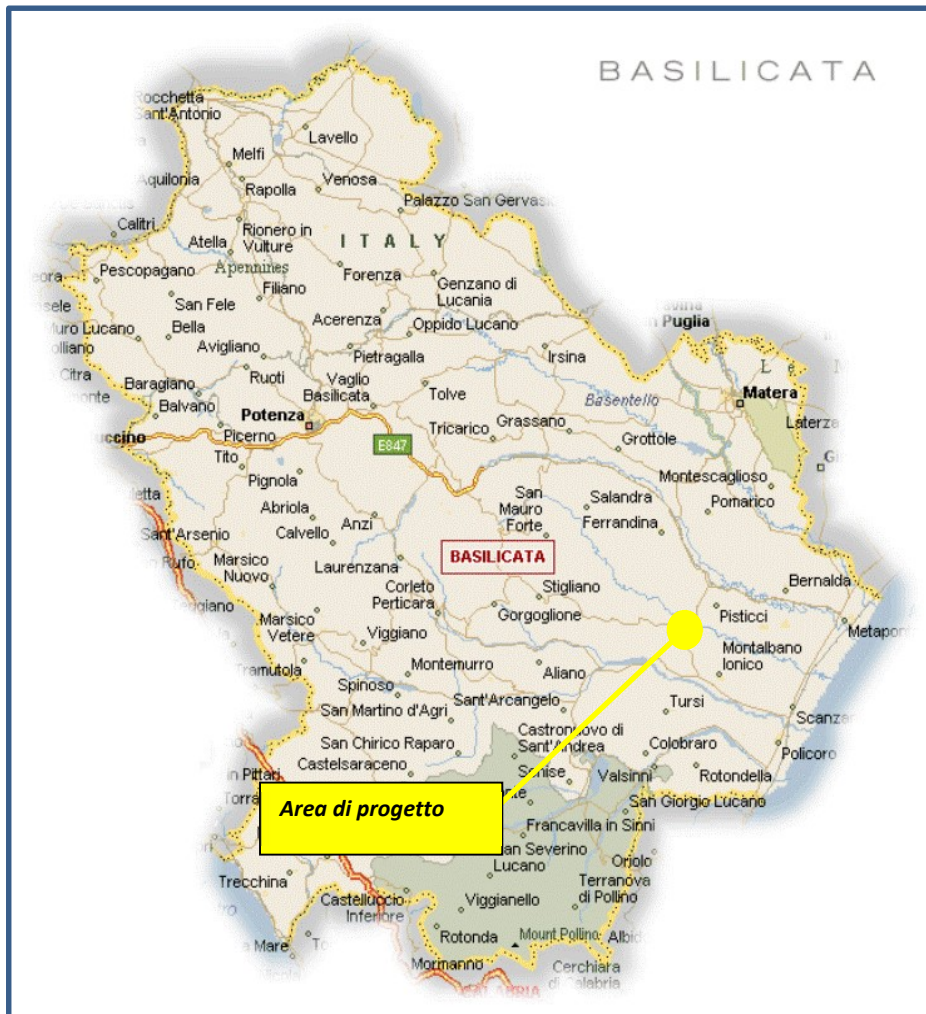 BASILICATA
Rocchetta
Sant'Antonio
Lavello
Melfi
Aquilonia
Rapolla
Venosa
Palazzo San Gervasio
Calitri
Rionero in
Vulture
Atella
ITALY
Apennines
Pescopagano
Forenza
Genzano di
Lucania
Filiano
San Fele
Acerenza
Oppido Lucano
Muro Lucano
Bella
Avigliano
Pietragalla
Irsina
Puglia
Citra
Baragiano
Ruoti
Vaglio
Basilicata
Tolve
Basentello
Matera
Balvano
Potenza
Laterza
Picerno
Tricarico
Grassano
Grottole
E847
Tito
Pignola
Montescaglioso
San
Mauro
Forte
Salandra
Pomarico
Abriola
Anzi
Ferrandina
Calvello
Sant'Arsenio
BASILICATA
Marsico
Nuovo
Laurenzana
Bernalda
Corleto
Perticara
Stigliano
Gorgoglione
Pisticci
Marsico
Vetere
Viggiano
Montalbano
Ionico
Tramutola
Montemurro
Aliano
Spinoso
Sant'Arcangelo
Tursi
San Martino d'Agri
Castronuovo di
Sant'Andrea
San Chirico Raparo
Colobraro
Policoro
Castelsaraceno
Senise
Valsinni
Rotondella
in Pittari
Area di progetto
San Giorgio Lucano
Francavilla in Sinni
San Severino
Lucano
Oriolo
Trecchina
Terranova
di Pollino
Castelluccio
Inferiore
Viggianello
Rotonda
Mount Pollino
Mormanno
Cerchiara
di Calabria
CALABRIA